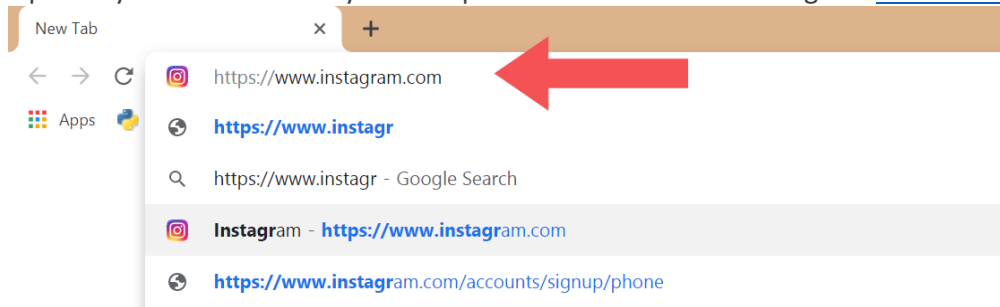 New Tab
https://www.instagram.com
Apps
https://www.instagr
https://www.instagr - Google Search
Instagram - https://www.instagram.com
https://www.instagram.com/accounts/signup/phone